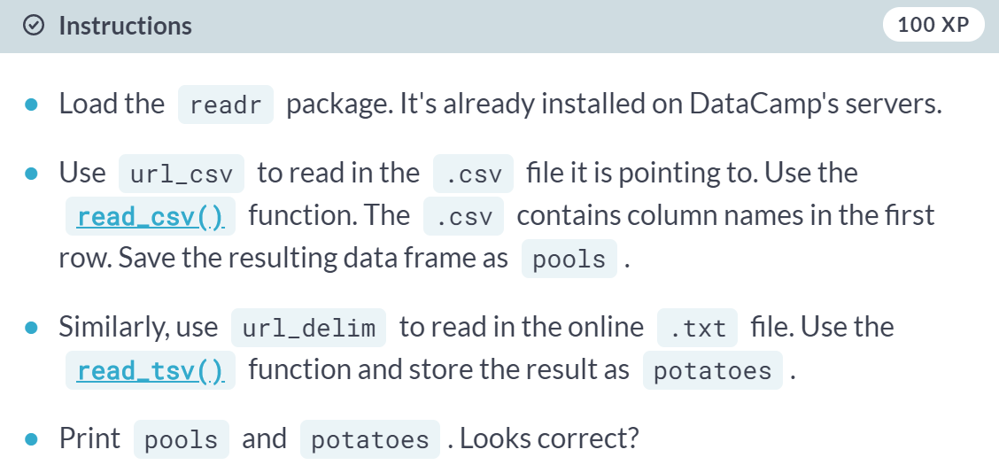 Instructions 100 XP
Load the readr package. It's already installed on DataCamp's servers.
Use url_csv to read in the .csv file it is pointing to. Use the
read_csv() function. The .csv contains column names in the first
row. Save the resulting data frame as pools .
Similarly, use url_delim to read in the online .txt file. Use the
read_tsv() function and store the result as potatoes .
Print pools and potatoes . Looks correct?